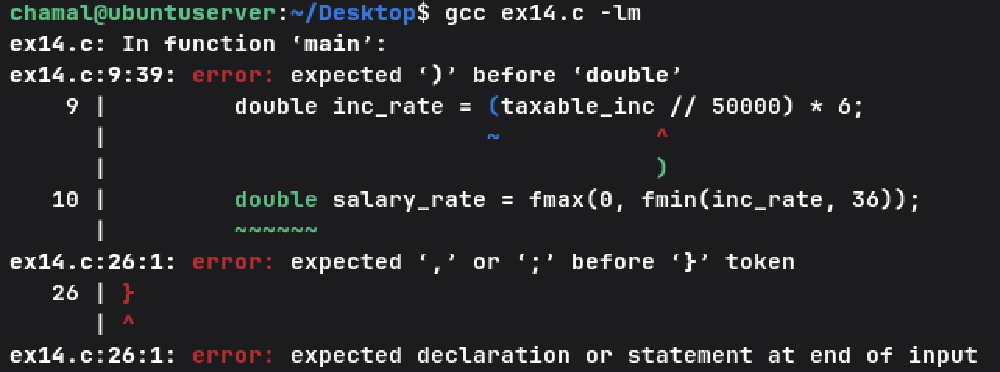 chamal@ubuntuserver:~/Desktop$ gcc ex14.c -lm
ex14.c: In function ‘main’:
ex14.c:9:39: error: expected ‘)’ before ‘double’
    9 |         double inc_rate = (taxable_inc // 50000) * 6;
      |                           ~           ^
      |                                       )
   10 |         double salary_rate = fmax(0, fmin(inc_rate, 36));
      |         ~~~~~~
ex14.c:26:1: error: expected ‘,’ or ‘;’ before ‘}’ token
   26 | }
      | ^
ex14.c:26:1: error: expected declaration or statement at end of input